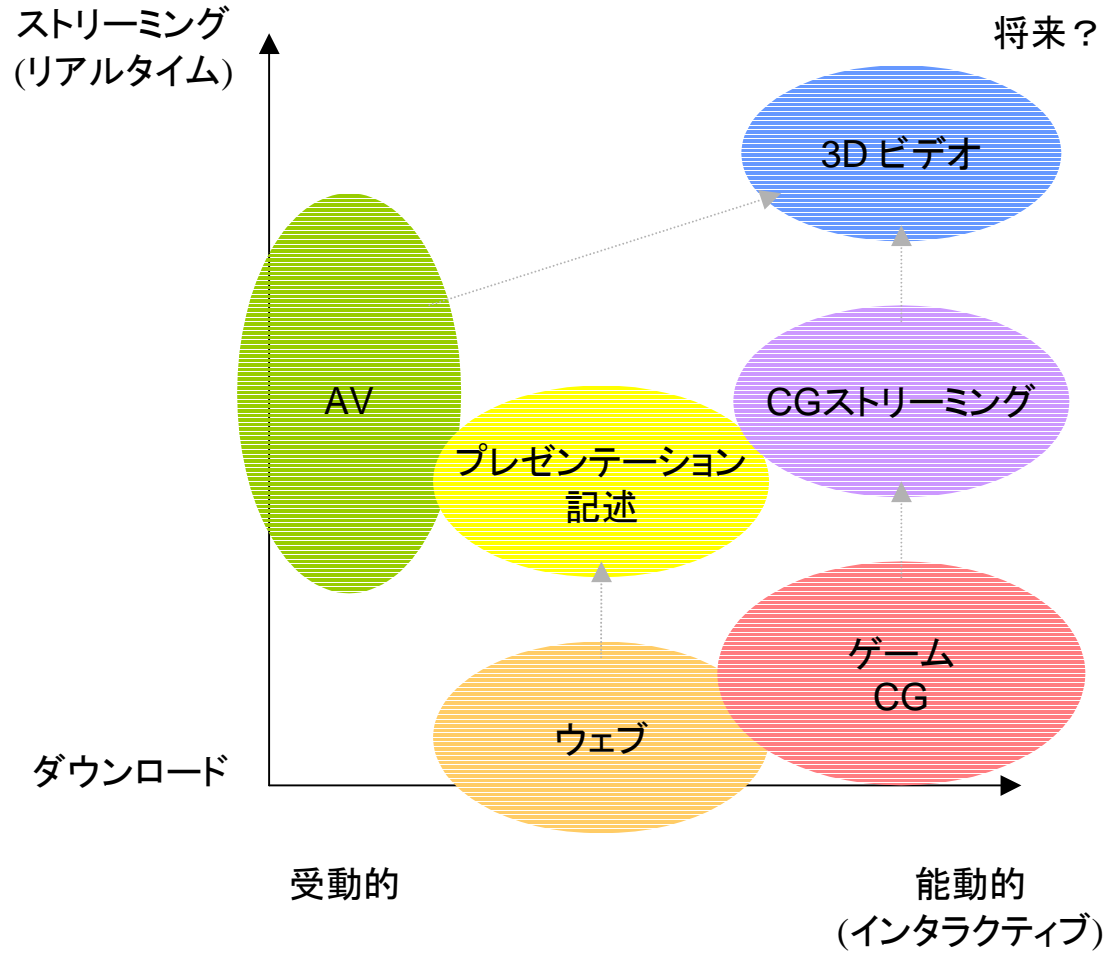 ストリーミング
(リアルタイム)
将来？
3D ビデオ
AV
CGストリーミング
プレゼンテーション
記述
ゲーム
CG
ウェブ
ダウンロード
受動的
能動的
(インタラクティブ)